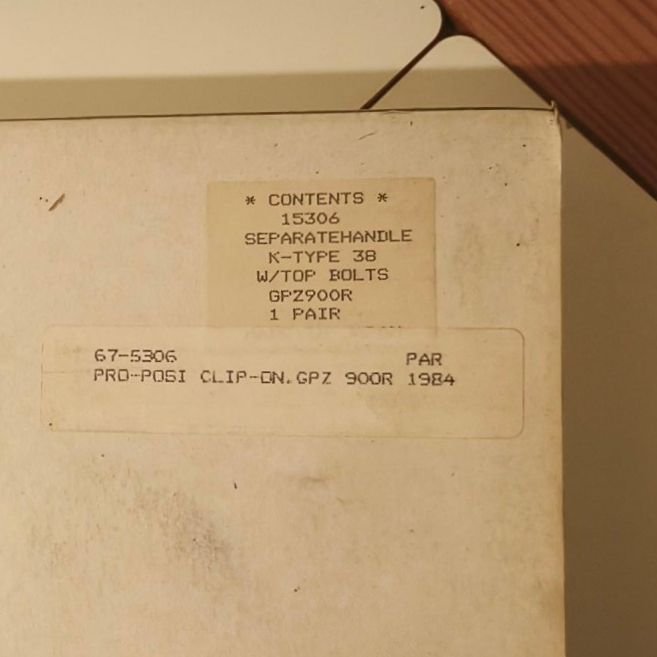 * CONTENTS *
15306
SEPARATEHANDLE
K-TYPE 38
W/TOP BOLTS
GPZ900R
1 PAIR
67-5306 PAR
PRO-POSI CLIP-ON.GPZ 900R 1984